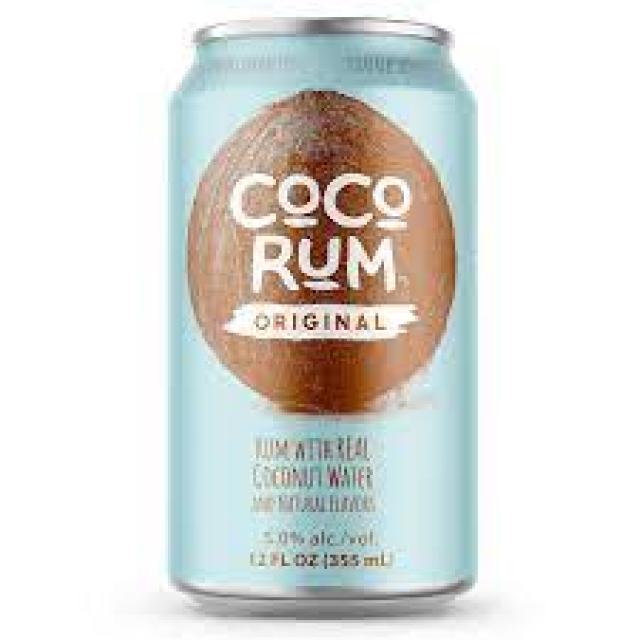 CoCo
RuM
ORIGINAL
RUM WITH REAL
COCONUT WATER
AND NATURAL FLAVORS
5.0% alc./vol.
12 FL OZ (355 mL)